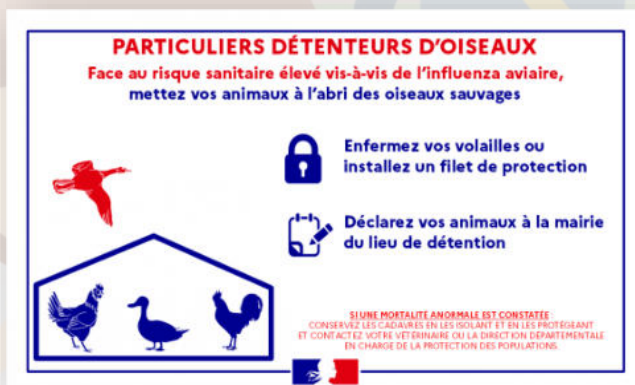 PARTICULIERS DÉTENTEURS D'OISEAUX
Face au risque sanitaire élevé vis-à-vis de l'influenza aviaire,
mettez vos animaux à l'abri des oiseaux sauvages
Enfermez vos volailles ou
installez un filet de protection
Déclarez vos animaux à la mairie
du lieu de détention
SI UNE MORTALITÉ ANORMALE EST CONSTATÉE :
CONSERVEZ LES CADAVRES EN LES ISOLANT ET EN LES PROTÉGEANT
ET CONTACTEZ VOTRE VÉTÉRINAIRE OU LA DIRECTION DÉPARTEMENTALE
EN CHARGE DE LA PROTECTION DES POPULATIONS.